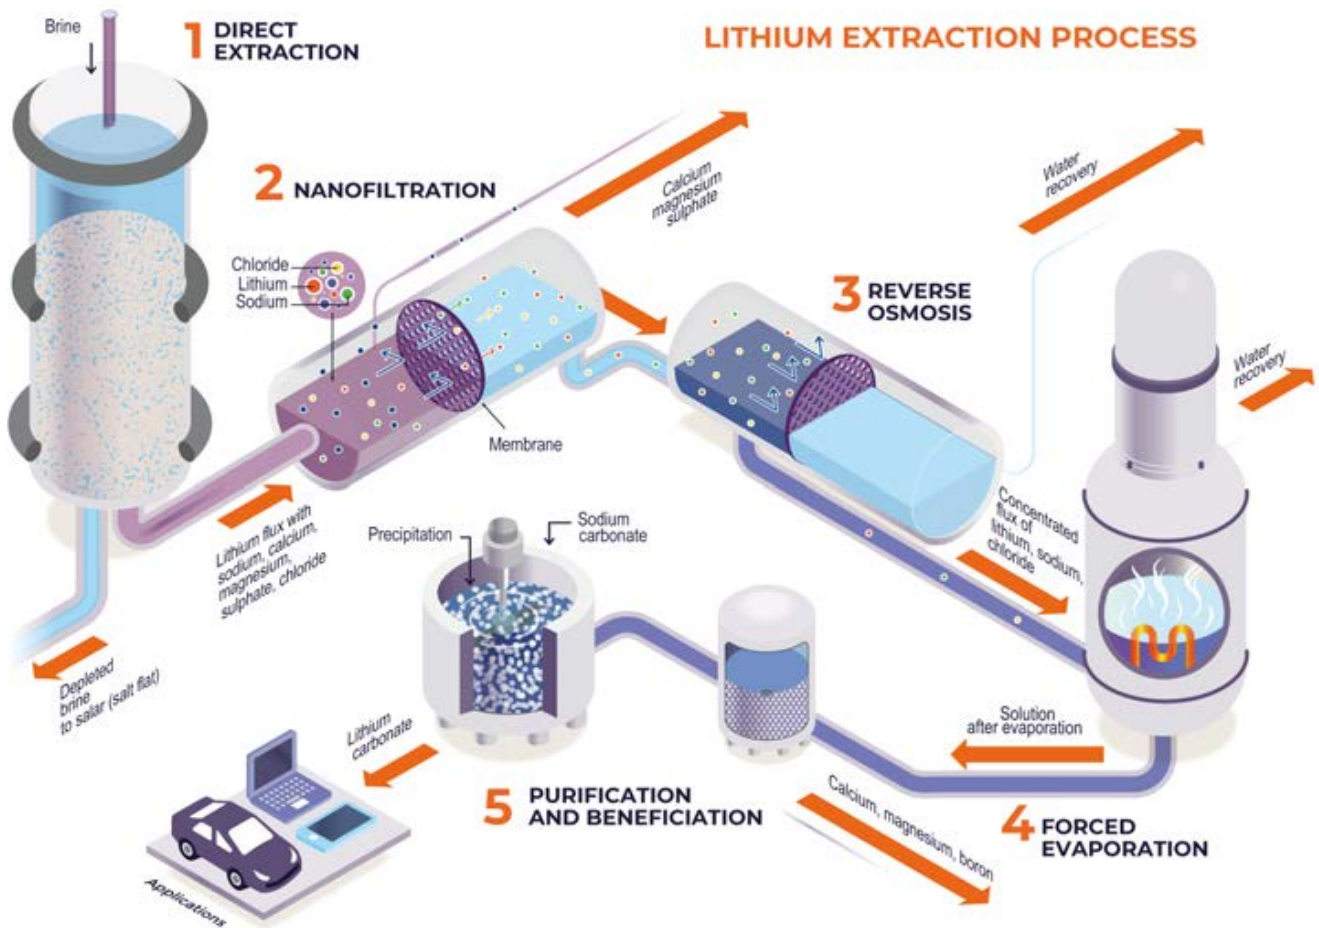 LITHIUM EXTRACTION PROCESS
Brine
1 DIRECT
EXTRACTION
2 NANOFILTRATION
Chloride
Lithium
Sodium
Membrane
Calcium
magnesium
sulphate
Lithium flux with
sodium, calcium,
magnesium,
sulphate, chloride
Depleted
brine
to salar (salt flat)
3 REVERSE
OSMOSIS
Water
recovery
Water
recovery
Concentrated
flux of
lithium, sodium,
chloride
4 FORCED
EVAPORATION
Solution
after evaporation
5 PURIFICATION
AND BENEFICIATION
Calcium, magnesium, boron
Precipitation
Sodium
carbonate
Lithium
carbonate
Applications